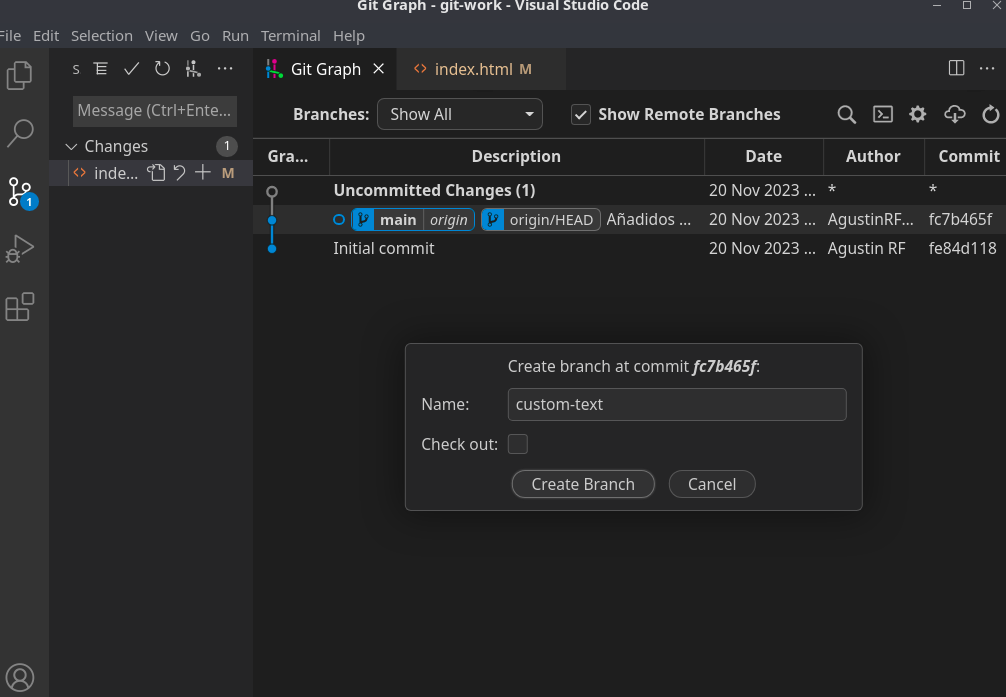 Git Graph - git-work - Visual Studio Code
File Edit Selection View Go Run Terminal Help
S
Git Graph
index.html M
Message (Ctrl+Ente...
Branches: Show All Show Remote Branches
Changes 1
inde... M
1
Gra... Description Date Author Commit
Uncommitted Changes (1) 20 Nov 2023 ... * *
main origin origin/HEAD Añadidos ... 20 Nov 2023 ... AgustinRF... fc7b465f
Initial commit 20 Nov 2023 ... Agustin RF fe84d118
Create branch at commit fc7b465f:
Name: custom-text
Check out:
Create Branch Cancel